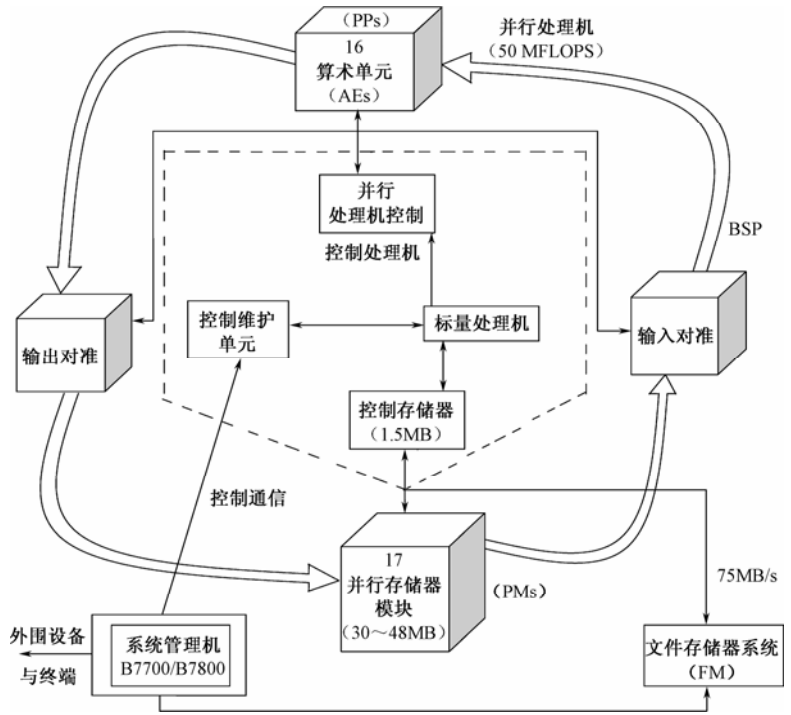 (PPs)
16
算术单元
(AEs)
并行处理机
(50 MFLOPS)
并行
处理机控制
控制处理机
BSP
控制维护
单元
标量处理机
输出对准
输入对准
控制存储器
(1.5MB)
控制通信
17
并行存储器
模块
(30～48MB)
(PMs)
75MB/s
外围设备
与终端
系统管理机
B7700/B7800
文件存储器系统
(FM)